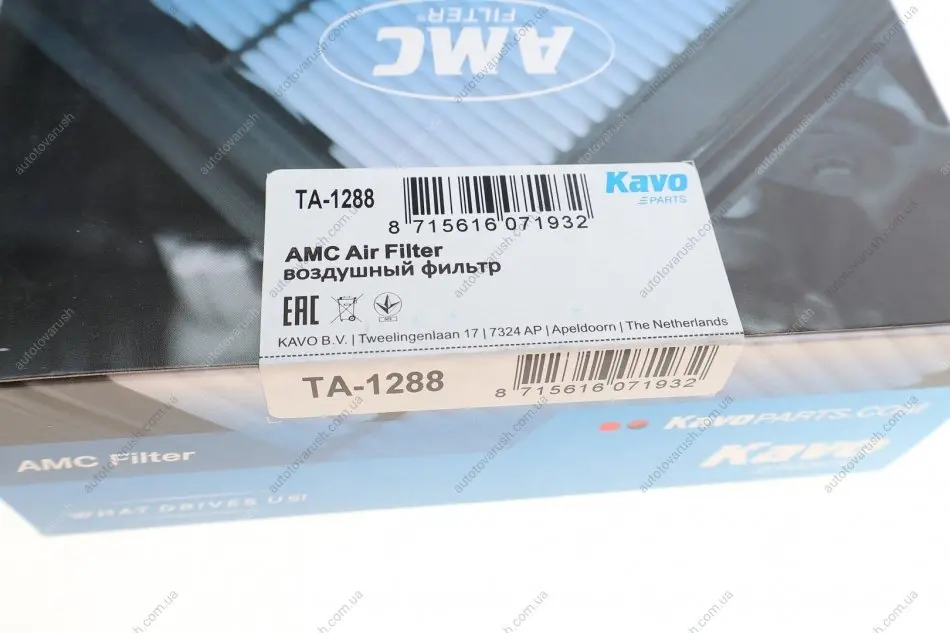 AMC
FILTER
TA-1288
8 715616 071932
Kavo
PARTS
AMC Air Filter
воздушный фильтр
EAC
KAVO B.V. | Tweelingenlaan 17 | 7324 AP | Apeldoorn | The Netherlands
TA-1288
8 715616 071932
KAVOPARTS.COM
AMC Filter
Kavo
WHAT DRIVES US!
autotovarush.com.ua